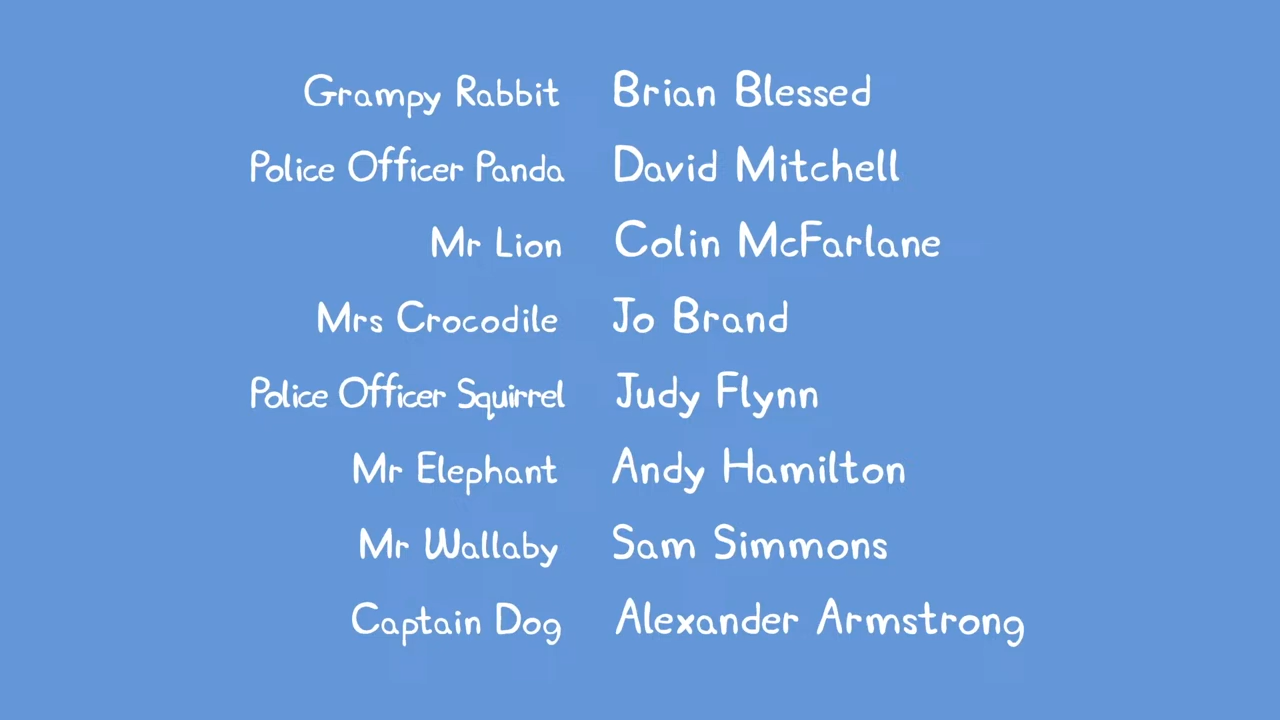 Grampy Rabbit Brian Blessed
Police Officer Panda David Mitchell
Mr Lion Colin McFarlane
Mrs Crocodile Jo Brand
Police Officer Squirrel Judy Flynn
Mr Elephant Andy Hamilton
Mr Wallaby Sam Simmons
Captain Dog Alexander Armstrong